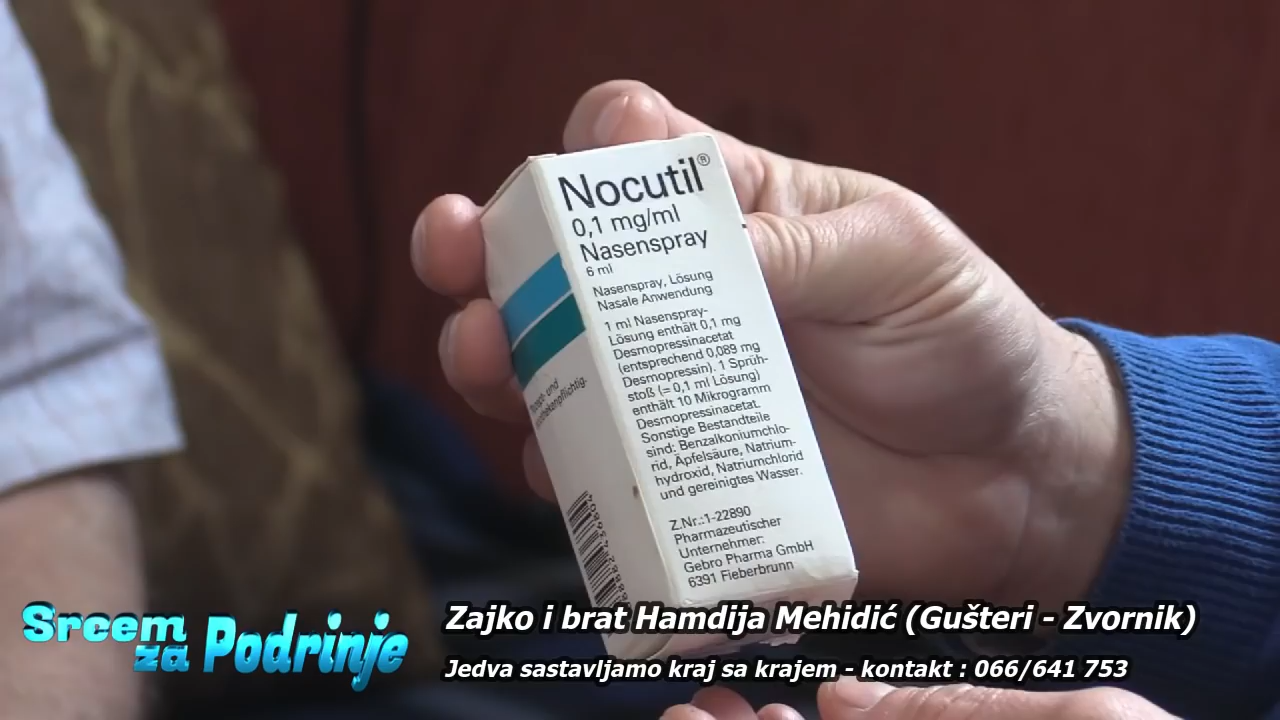 Nocutil®
0,1 mg/ml
Nasenspray
6 ml
Nasenspray, Lösung
Nasale Anwendung
1 ml Nasenspray-
Lösung enthält 0,1 mg
Desmopressinacetat
(entsprechend 0,089 mg
Desmopressin). 1 Sprüh-
stoß (= 0,1 ml Lösung)
enthält 10 Mikrogramm
Desmopressinacetat.
Sonstige Bestandteile
sind: Benzalkoniumchlo-
rid, Äpfelsäure, Natrium-
hydroxid, Natriumchlorid
und gereinigtes Wasser.
Z.Nr.:1-22890
Pharmazeutischer
Unternehmer:
Gebro Pharma GmbH
6391 Fieberbrunn
und
apothekenpflichtig.
Srcem
za Podrinje
Zajko i brat Hamdija Mehidić (Gušteri - Zvornik)
Jedva sastavljamo kraj sa krajem - kontakt : 066/641 753